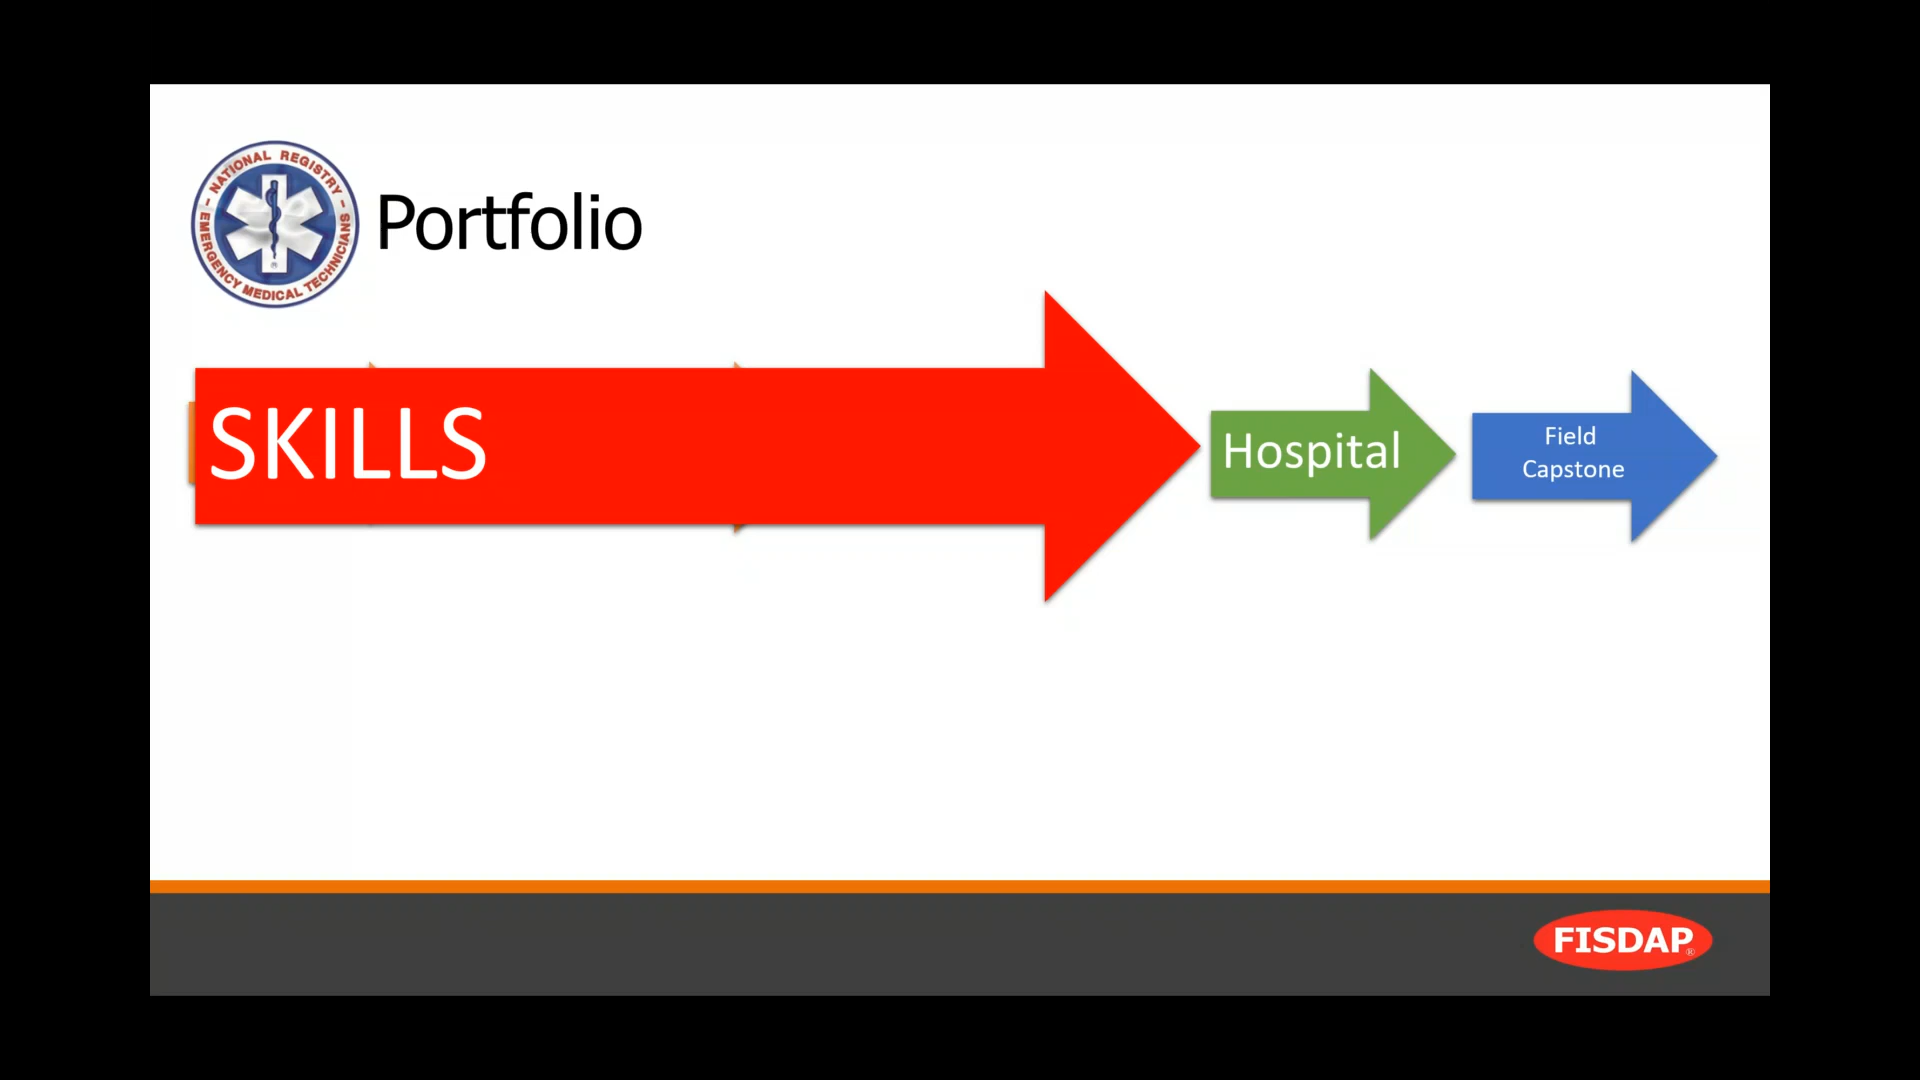 NATIONAL REGISTRY
EMERGENCY MEDICAL TECHNICIANS
®
Portfolio
SKILLS
Hospital
Field
Capstone
FISDAP®